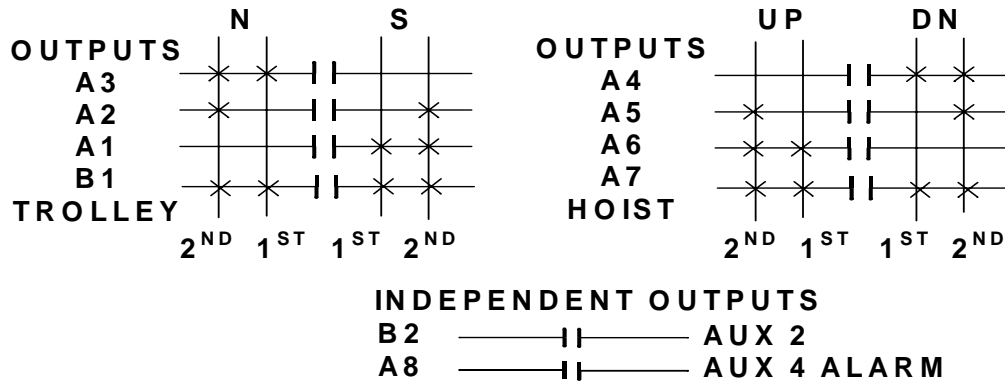 N S
OUTPUTS
A3
A2
A1
B1
TROLLEY
2ND 1ST 1ST 2ND
UP DN
OUTPUTS
A4
A5
A6
A7
HOIST
2ND 1ST 1ST 2ND
INDEPENDENT OUTPUTS
B2 AUX 2
A8 AUX 4 ALARM